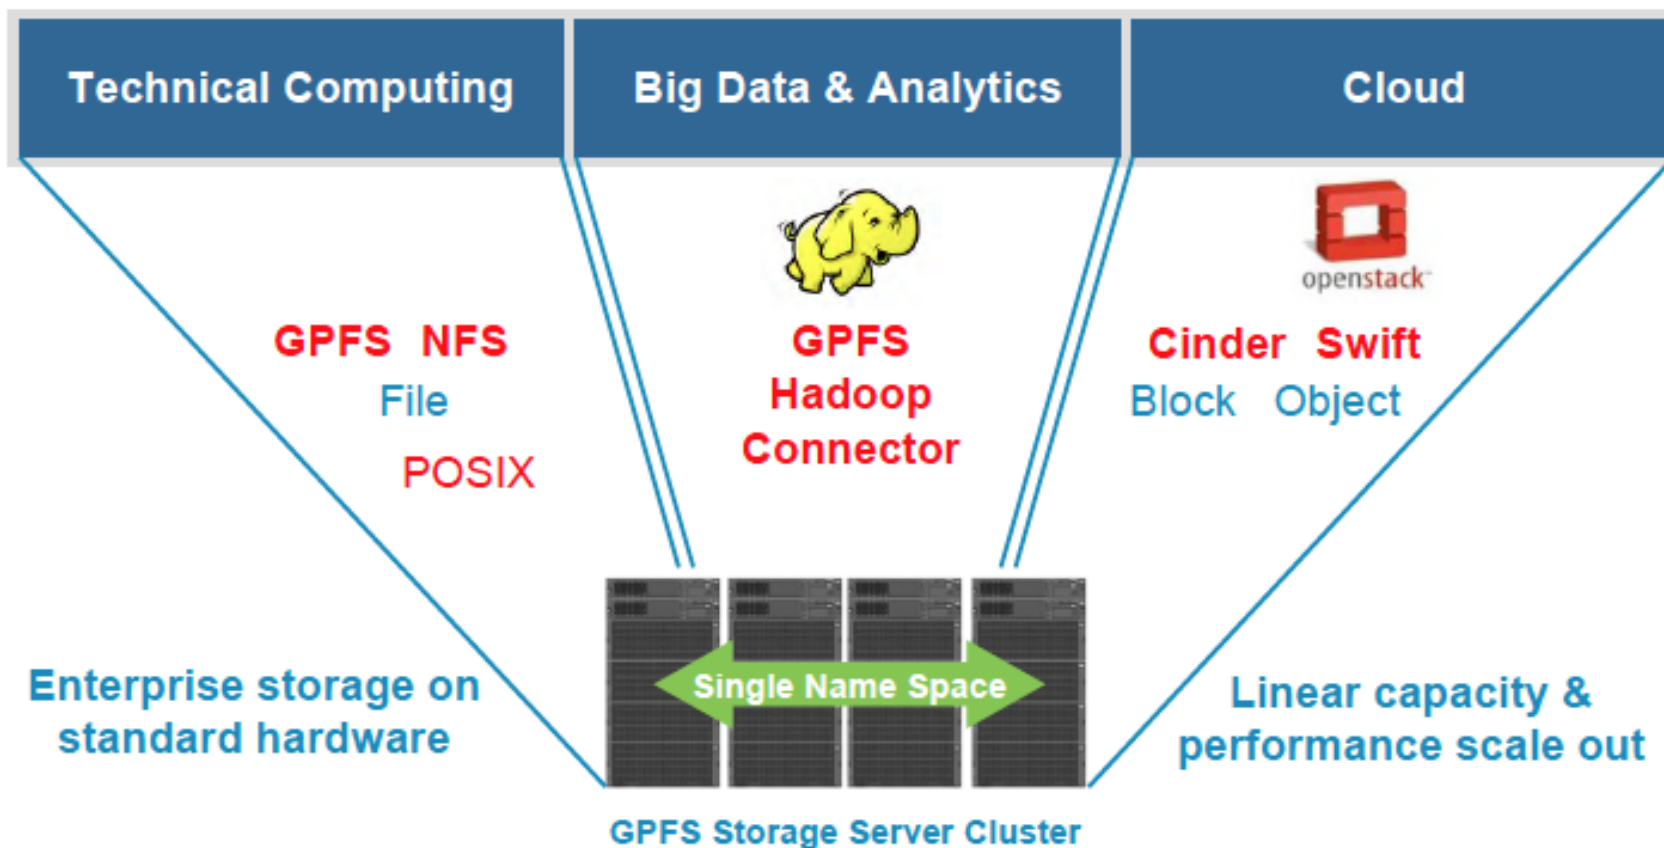 Technical Computing
Big Data & Analytics
Cloud
openstack™
GPFS NFS
File
POSIX
GPFS
Hadoop
Connector
Cinder Swift
Block Object
Single Name Space
Enterprise storage on
standard hardware
Linear capacity &
performance scale out
GPFS Storage Server Cluster